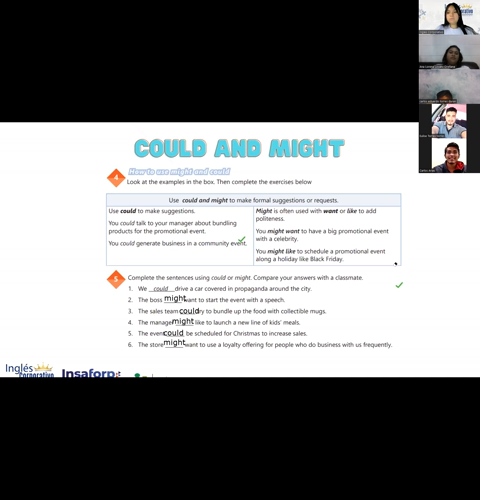 COULD AND MIGHT
4
How to use might and could
Look at the examples in the box. Then complete the exercises below
Use could and might to make formal suggestions or requests.
Use could to make suggestions.
You could talk to your manager about bundling
products for the promotional event.
You could generate business in a community event.
Might is often used with want or like to add
politeness.
You might want to have a big promotional event
with a celebrity.
You might like to schedule a promotional event
along a holiday like Black Friday.
5
Complete the sentences using could or might. Compare your answers with a classmate.
1. We could drive a car covered in propaganda around the city.
2. The boss might want to start the event with a speech.
3. The sales team could try to bundle up the food with collectible mugs.
4. The manager might like to launch a new line of kids' meals.
5. The event could be scheduled for Christmas to increase sales.
6. The store might want to use a loyalty offering for people who do business with us frequently.
Inglés
corporativo
Insaforp